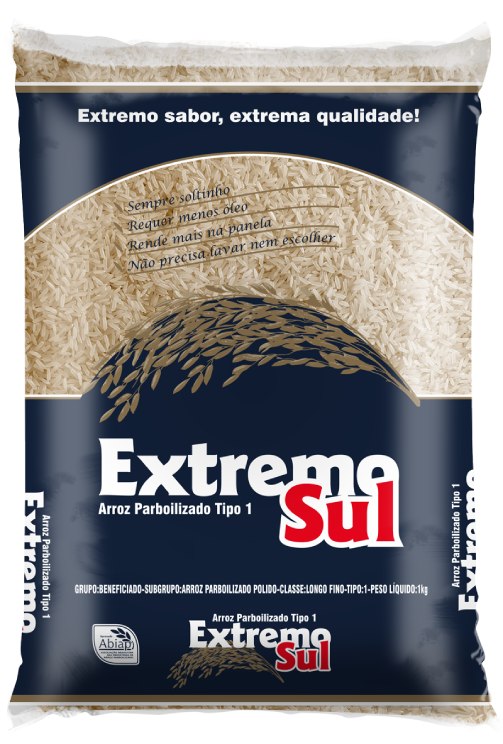 Extremo sabor, extrema qualidade!
Sempre soltinho
Requer menos óleo
Rende mais na panela
Não precisa lavar nem escolher
Extremo
Sul
Arroz Parboilizado Tipo 1
GRUPO:BENEFICIADO-SUBGRUPO:ARROZ PARBOILIZADO POLIDO-CLASSE:LONGO FINO-TIPO:1-PESO LÍQUIDO:1kg
Arroz Parboilizado Tipo 1
Extremo
Sul
Abiap
Arroz Parboilizado Tipo 1
Extremo
Arroz Parboilizado Tipo 1
Extremo